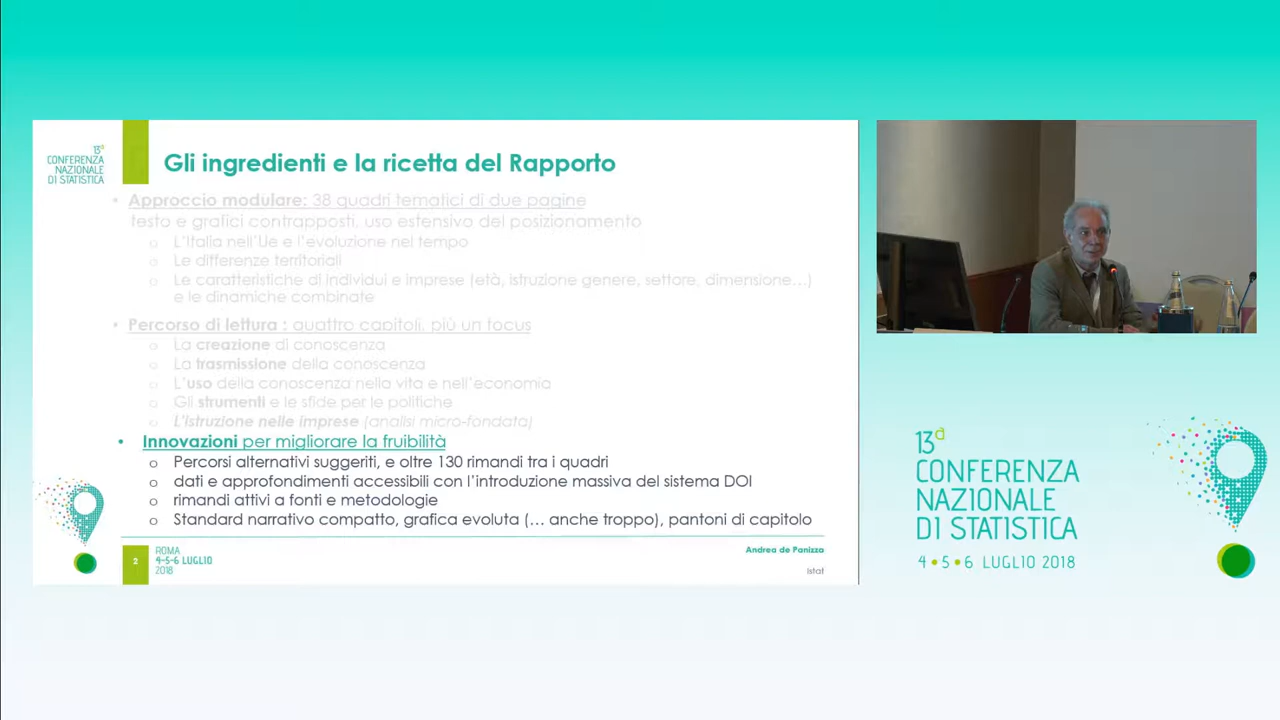 13ª
CONFERENZA
NAZIONALE
DI STATISTICA
Gli ingredienti e la ricetta del Rapporto
• Approccio modulare: 38 quadri tematici di due pagine
testo e grafici contrapposti, uso estensivo del posizionamento
o L'Italia nell'Ue e l'evoluzione nel tempo
o Le differenze territoriali
o Le caratteristiche di individui e imprese (età, istruzione genere, settore, dimensione...)
e le dinamiche combinate
• Percorso di lettura : quattro capitoli, più un focus
o La creazione di conoscenza
o La trasmissione della conoscenza
o L'uso della conoscenza nella vita e nell'economia
o Gli strumenti e le sfide per le politiche
o L'istruzione nelle imprese (analisi micro-fondata)
• Innovazioni per migliorare la fruibilità
o Percorsi alternativi suggeriti, e oltre 130 rimandi tra i quadri
o dati e approfondimenti accessibili con l'introduzione massiva del sistema DOI
o rimandi attivi a fonti e metodologie
o Standard narrativo compatto, grafica evoluta (... anche troppo), pantoni di capitolo
2
ROMA
4-5-6 LUGLIO
2018
Andrea de Panizza
Istat
13ª
CONFERENZA
NAZIONALE
DI STATISTICA
4 • 5 • 6 LUGLIO 2018